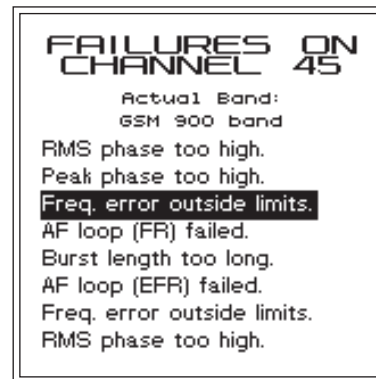 FAILURES ON
CHANNEL 45
Actual Band:
GSM 900 band
RMS phase too high.
Peak phase too high.
Freq. error outside limits.
AF loop (FR) failed.
Burst length too long.
AF loop (EFR) failed.
Freq. error outside limits.
RMS phase too high.